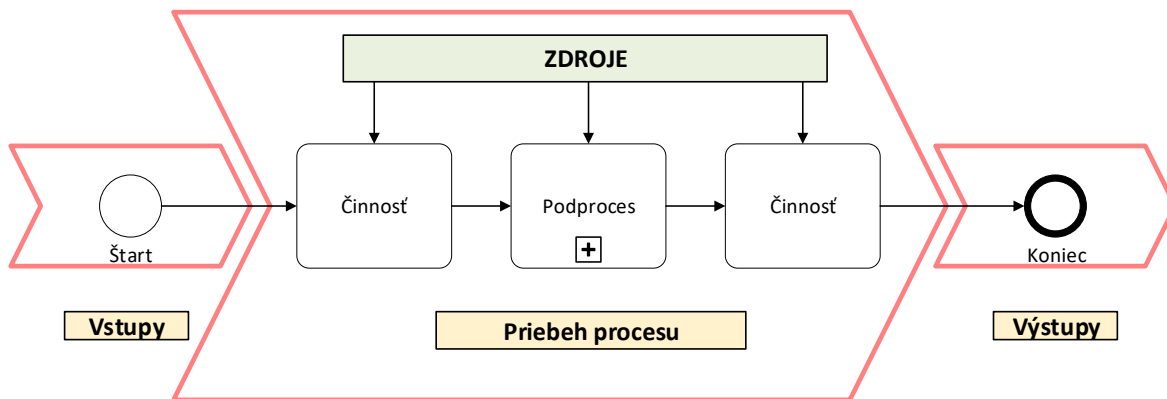 ZDROJE
Činnosť
Podproces
Činnosť
Štart
Koniec
Vstupy
Priebeh procesu
Výstupy